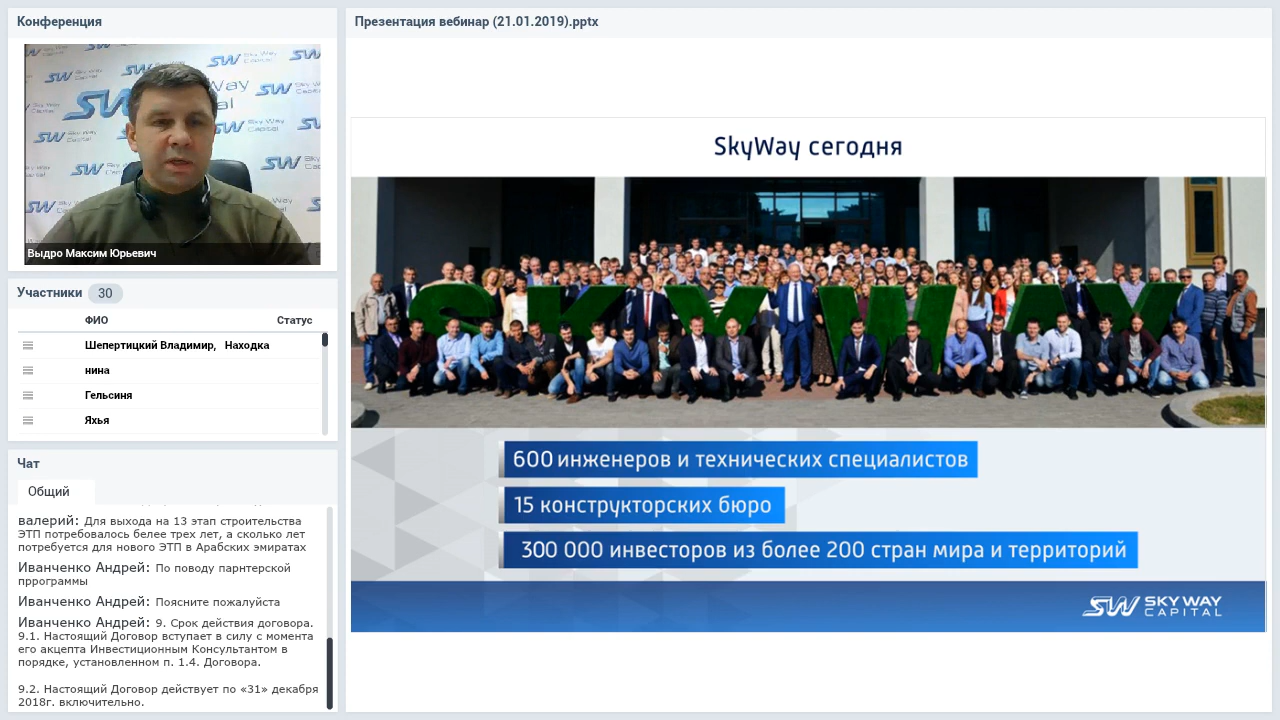 Конференция
Выдро Максим Юрьевич
Участники 30
ФИО Статус
Шепертицкий Владимир, Находка
нина
Гельсиня
Яхья
Чат
Общий
валерий: Для выхода на 13 этап строительства
ЭТП потребовалось более трех лет, а сколько лет
потребуется для нового ЭТП в Арабских эмиратах
Иванченко Андрей: По поводу парнтерской
пррограммы
Иванченко Андрей: Поясните пожалуйста
Иванченко Андрей: 9. Срок действия договора.
9.1. Настоящий Договор вступает в силу с момента
его акцепта Инвестиционным Консультантом в
порядке, установленном п. 1.4. Договора.
9.2. Настоящий Договор действует по «31» декабря
2018г. включительно.
Презентация вебинар (21.01.2019).pptx
SkyWay сегодня
SKYWAY
600 инженеров и технических специалистов
15 конструкторских бюро
300 000 инвесторов из более 200 стран мира и территорий
SW SKY WAY
CAPITAL